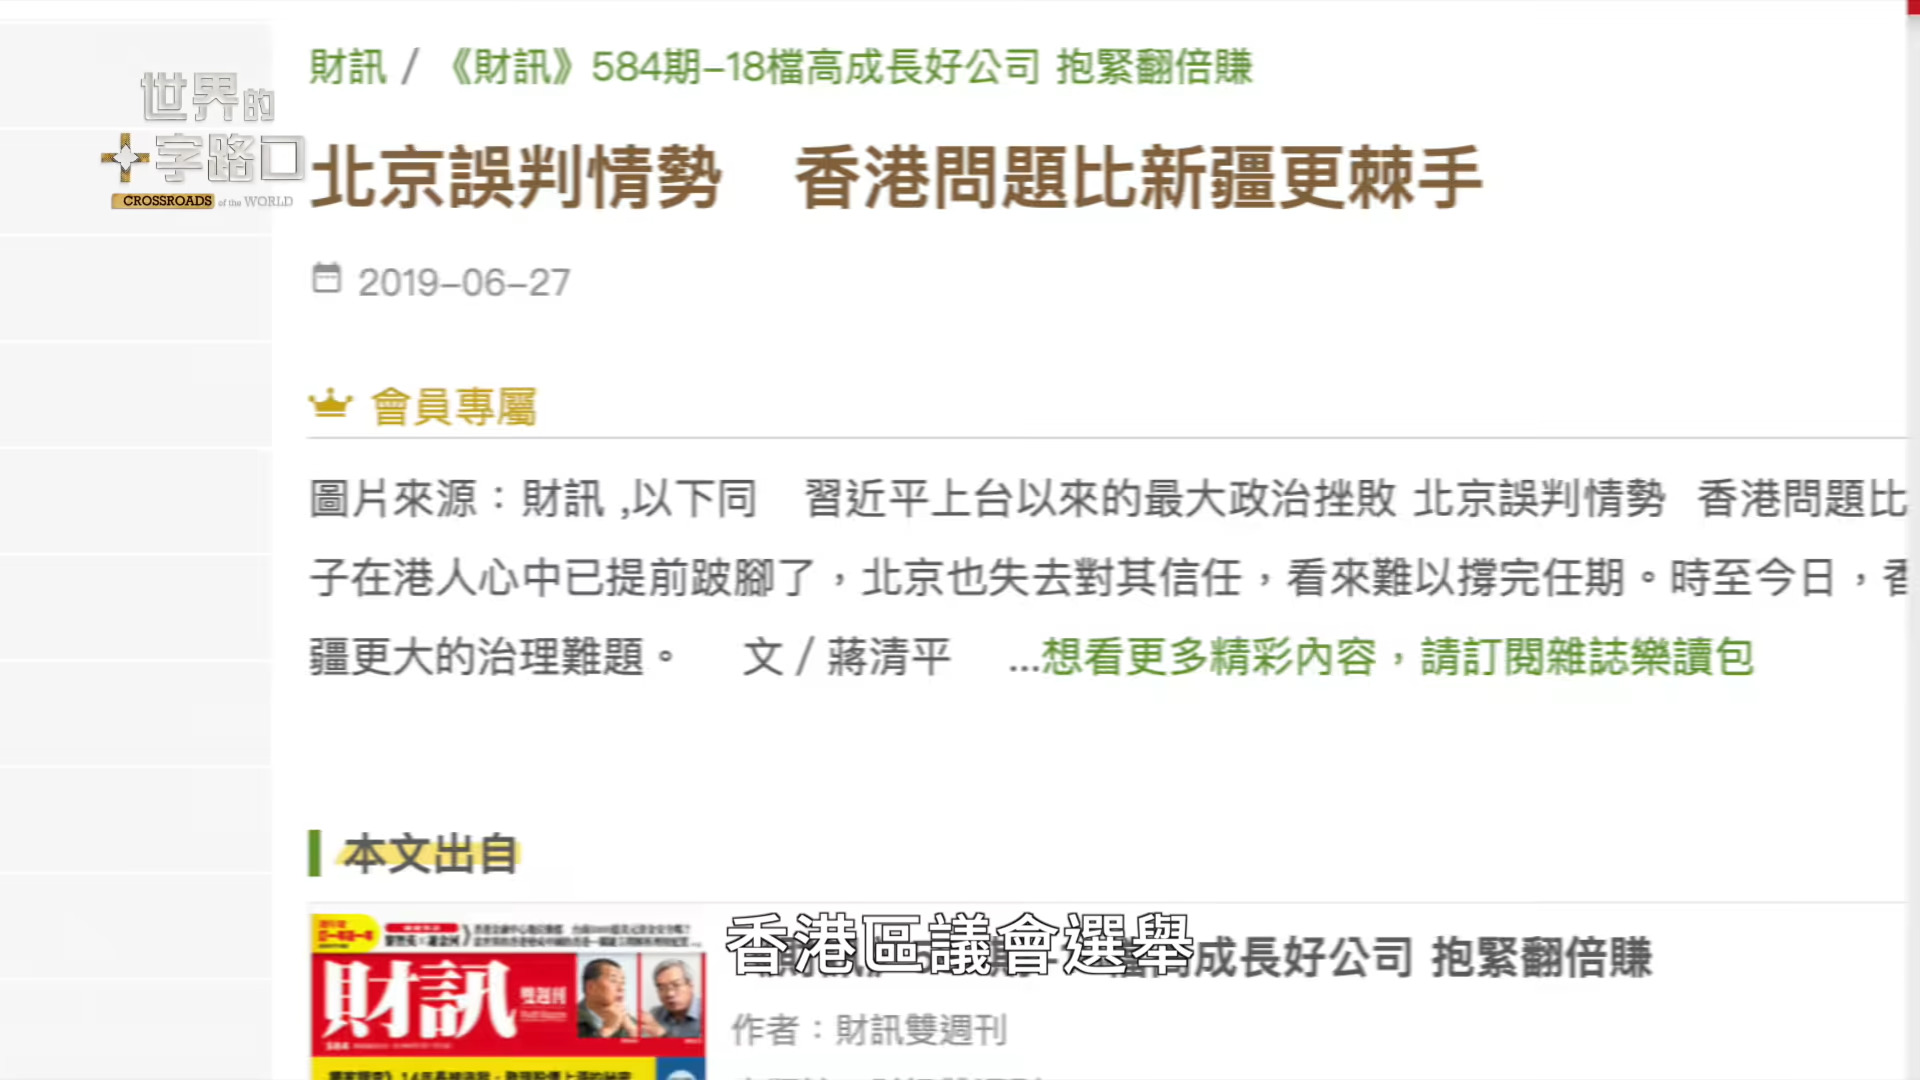 財訊 / 《財訊》584期-18檔高成長好公司 抱緊翻倍賺
世界的
十字路口
CROSSROADS of the WORLD
北京誤判情勢 香港問題比新疆更棘手
2019-06-27
會員專屬
圖片來源：財訊 ,以下同 習近平上台以來的最大政治挫敗 北京誤判情勢 香港問題比
子在港人心中已提前跛腳了，北京也失去對其信任，看來難以撐完任期。時至今日，香
疆更大的治理難題。 文 / 蔣清平 ...想看更多精彩內容，請訂閱雜誌樂讀包
本文出自
香港區議會選舉
成長好公司 抱緊翻倍賺
財訊 雙週刊
584
作者：財訊雙週刊